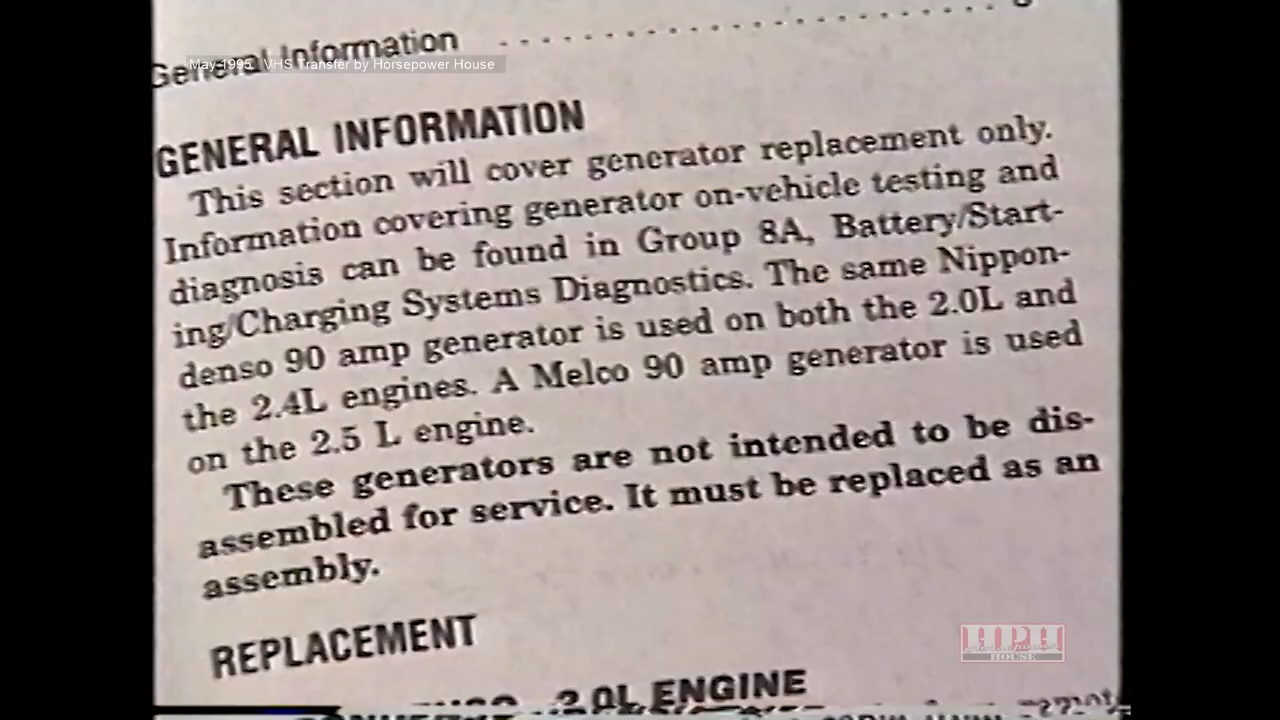 General Information
May 1995 VHS Transfer by Horsepower House
GENERAL INFORMATION
This section will cover generator replacement only.
Information covering generator on-vehicle testing and
diagnosis can be found in Group 8A, Battery/Start-
ing/Charging Systems Diagnostics. The same Nippon-
denso 90 amp generator is used on both the 2.0L and
the 2.4L engines. A Melco 90 amp generator is used
on the 2.5 L engine.
These generators are not intended to be dis-
assembled for service. It must be replaced as an
assembly.
REPLACEMENT
HPH
HOUSE
2.0L ENGINE